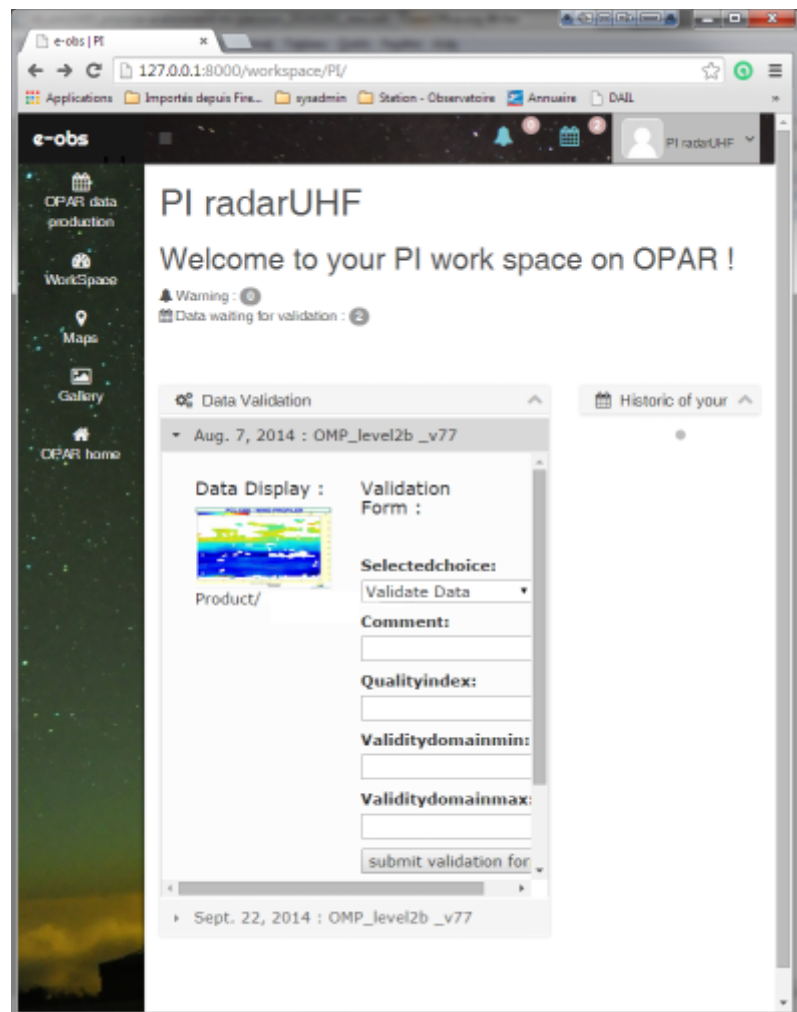 e-obs | PI
127.0.0.1:8000/workspace/PI/
Applications Importés depuis Fire... sysadmin Station - Observatoire Annuaire DAIL »
e-obs 0 2 PI radarUHF
OPAR data
production
WorkSpace
Maps
Gallery
OPAR home
PI radarUHF
Welcome to your PI work space on OPAR !
Warning : 0
Data waiting for validation : 2
Data Validation
Aug. 7, 2014 : OMP_level2b _v77
Data Display :
Product/
Validation
Form :
Selectedchoice:
Validate Data
Comment:
Qualityindex:
Validitydomainmin:
Validitydomainmax:
submit validation for
Sept. 22, 2014 : OMP_level2b _v77
Historic of your